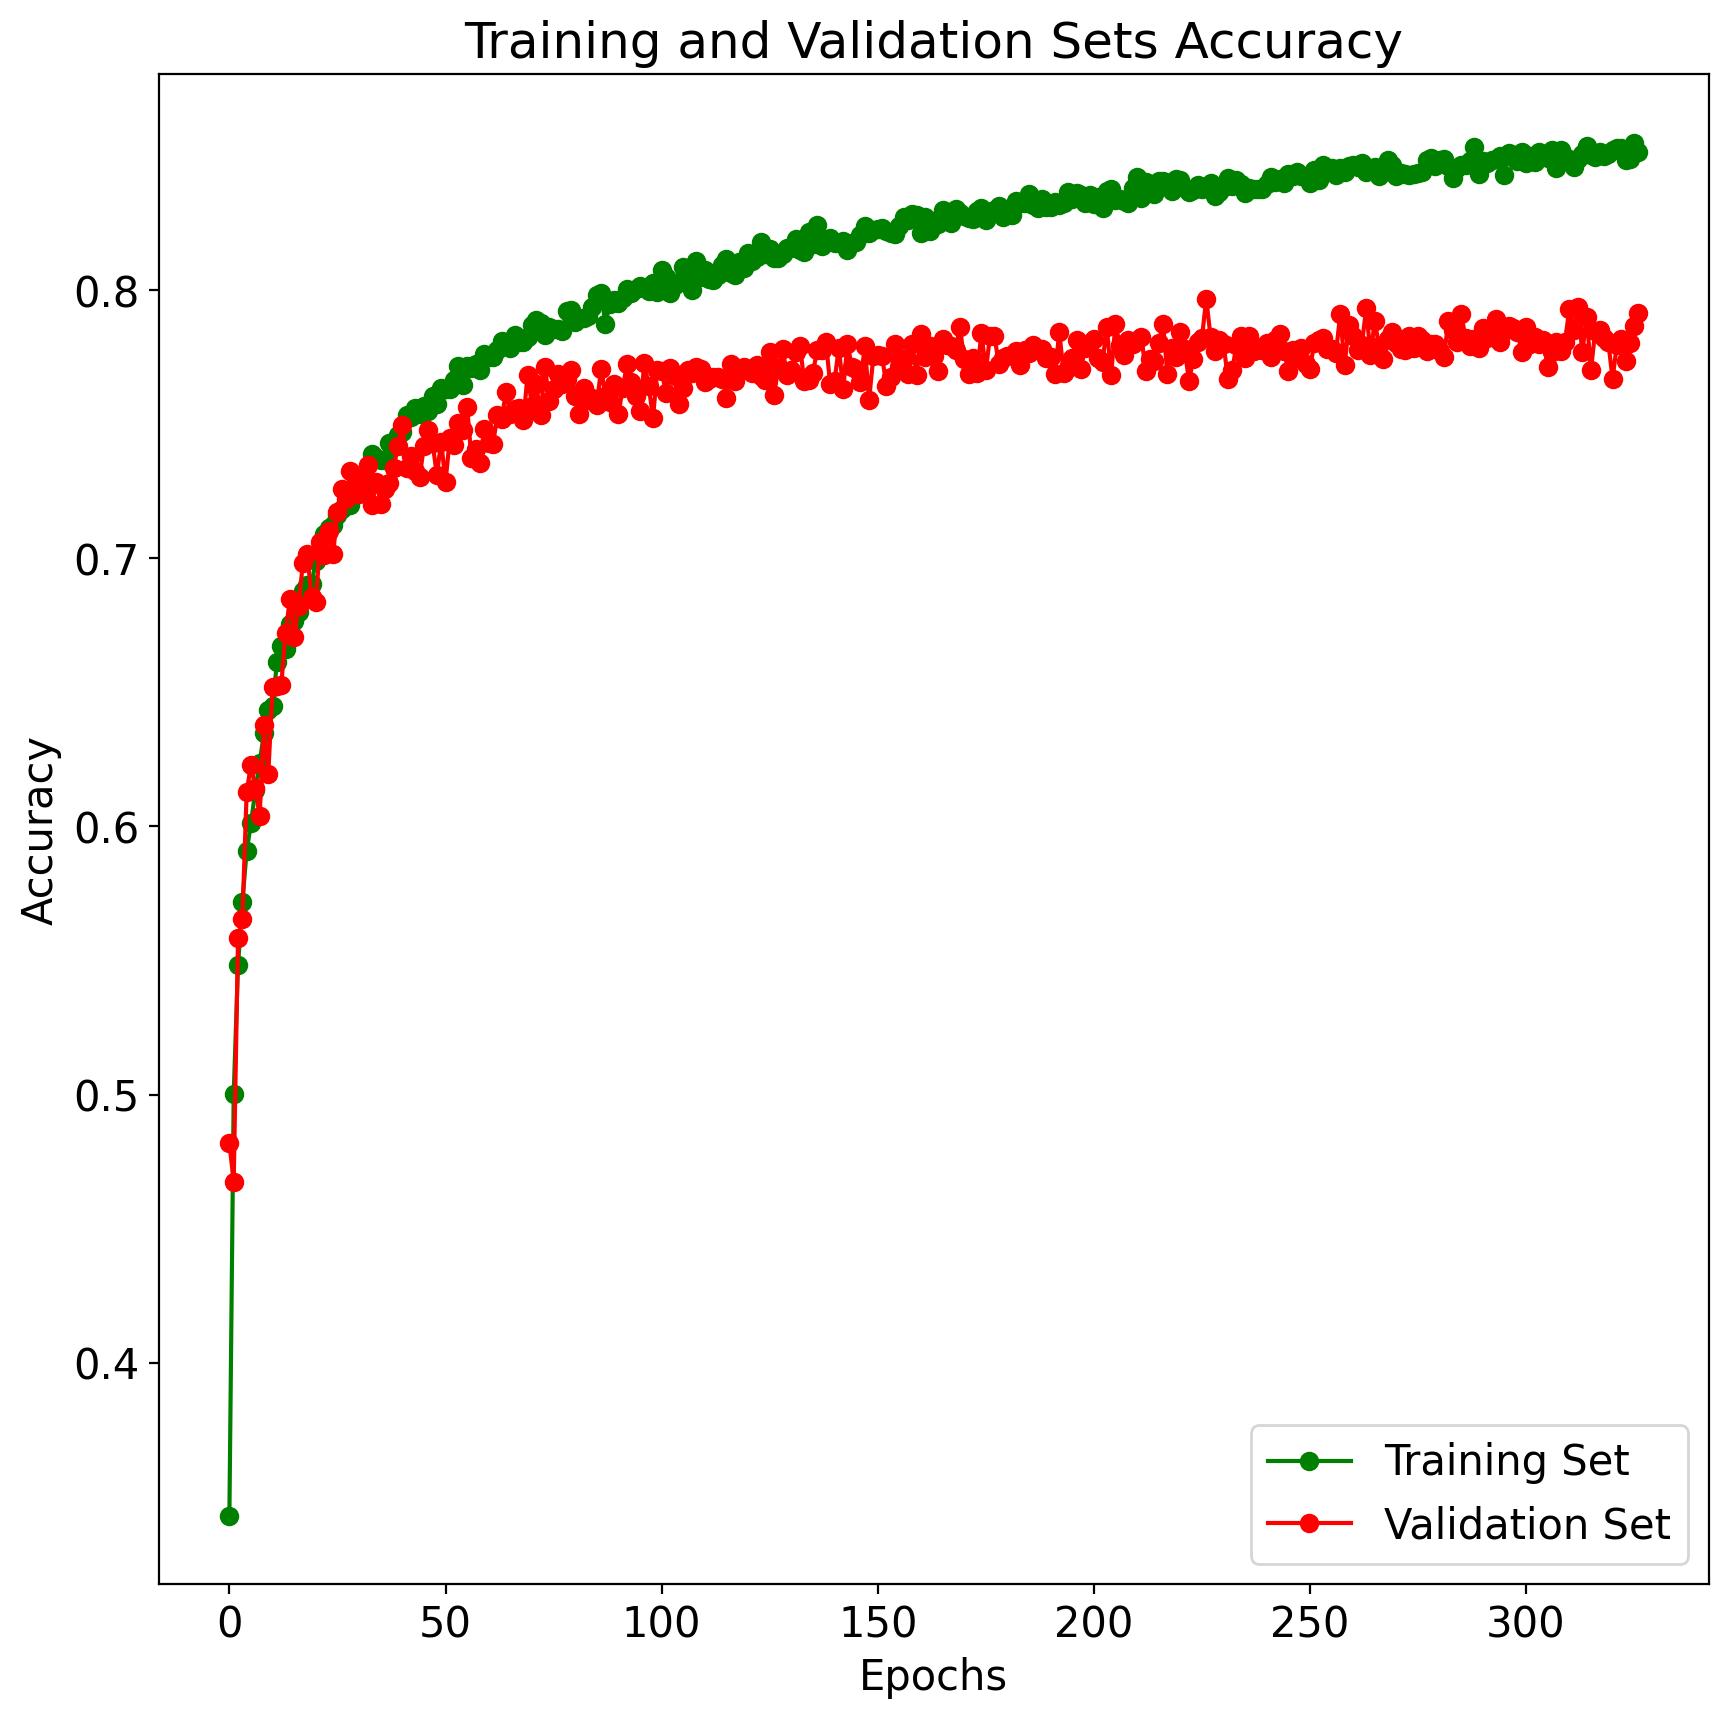 Training and Validation Sets Accuracy
0.8
0.7
0.6
0.5
0.4
Accuracy
Training Set
Validation Set
0 50 100 150 200 250 300
Epochs